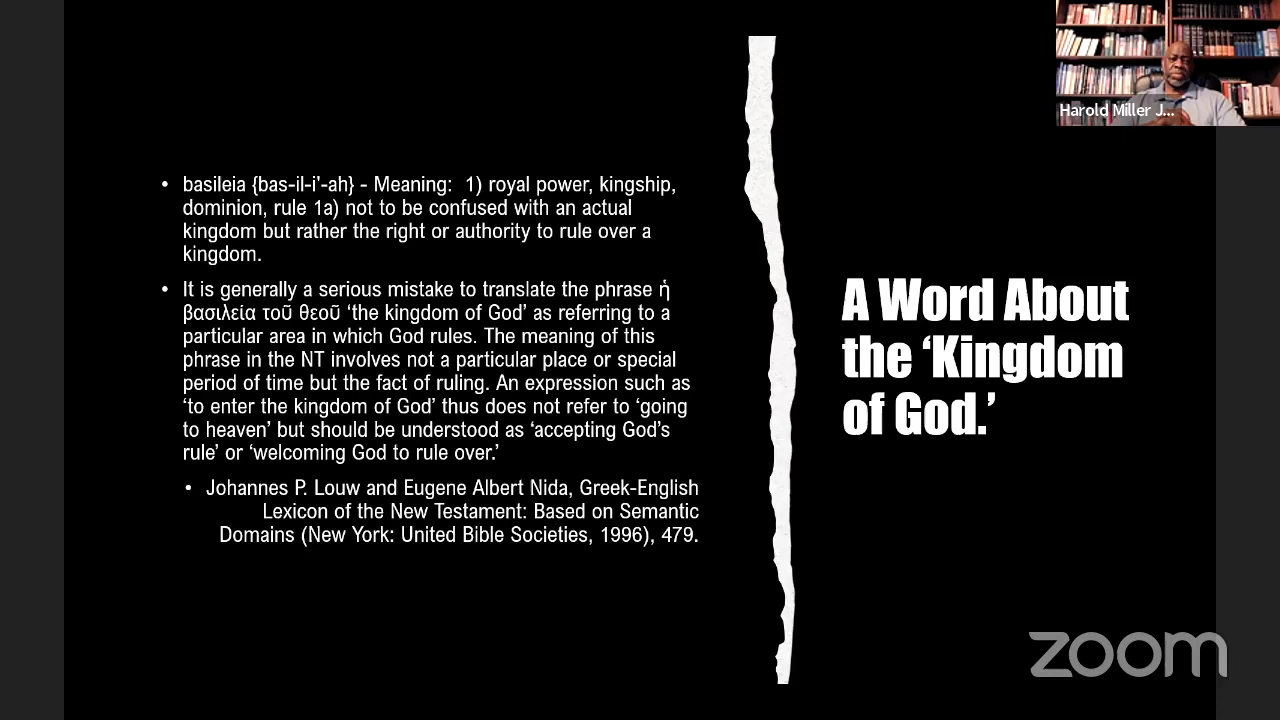 Harold Miller J...
• basileia {bas-il-i'-ah} - Meaning: 1) royal power, kingship,
dominion, rule 1a) not to be confused with an actual
kingdom but rather the right or authority to rule over a
kingdom.
• It is generally a serious mistake to translate the phrase ἡ
βασιλεία τοῦ θεοῦ ‘the kingdom of God’ as referring to a
particular area in which God rules. The meaning of this
phrase in the NT involves not a particular place or special
period of time but the fact of ruling. An expression such as
‘to enter the kingdom of God’ thus does not refer to ‘going
to heaven’ but should be understood as ‘accepting God’s
rule’ or ‘welcoming God to rule over.’
• Johannes P. Louw and Eugene Albert Nida, Greek-English
Lexicon of the New Testament: Based on Semantic
Domains (New York: United Bible Societies, 1996), 479.
A Word About
the ‘Kingdom
of God.’
zoom